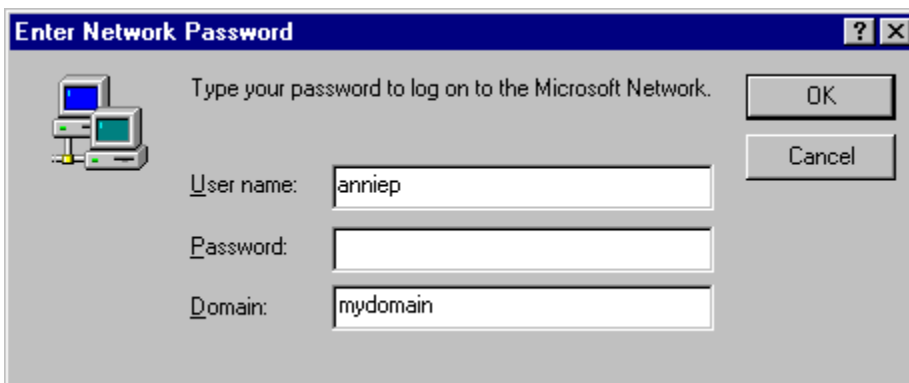 Enter Network Password
Type your password to log on to the Microsoft Network.
OK
Cancel
User name: anniep
Password:
Domain: mydomain